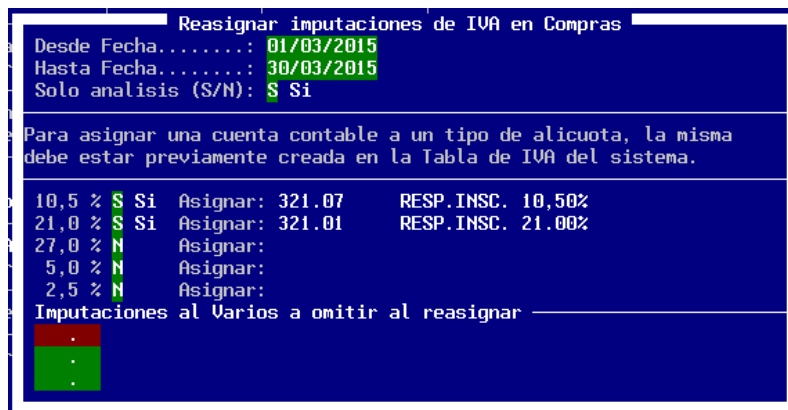 Reasignar imputaciones de IVA en Compras
Desde Fecha........: 01/03/2015
Hasta Fecha........: 30/03/2015
Solo analisis (S/N): S Si
Para asignar una cuenta contable a un tipo de alicuota, la misma
debe estar previamente creada en la Tabla de IVA del sistema.
10,5 % S Si Asignar: 321.07 RESP.INSC. 10,50%
21,0 % S Si Asignar: 321.01 RESP.INSC. 21.00%
27,0 % N Asignar:
5,0 % N Asignar:
2,5 % N Asignar:
Imputaciones al Varios a omitir al reasignar
.
.
.